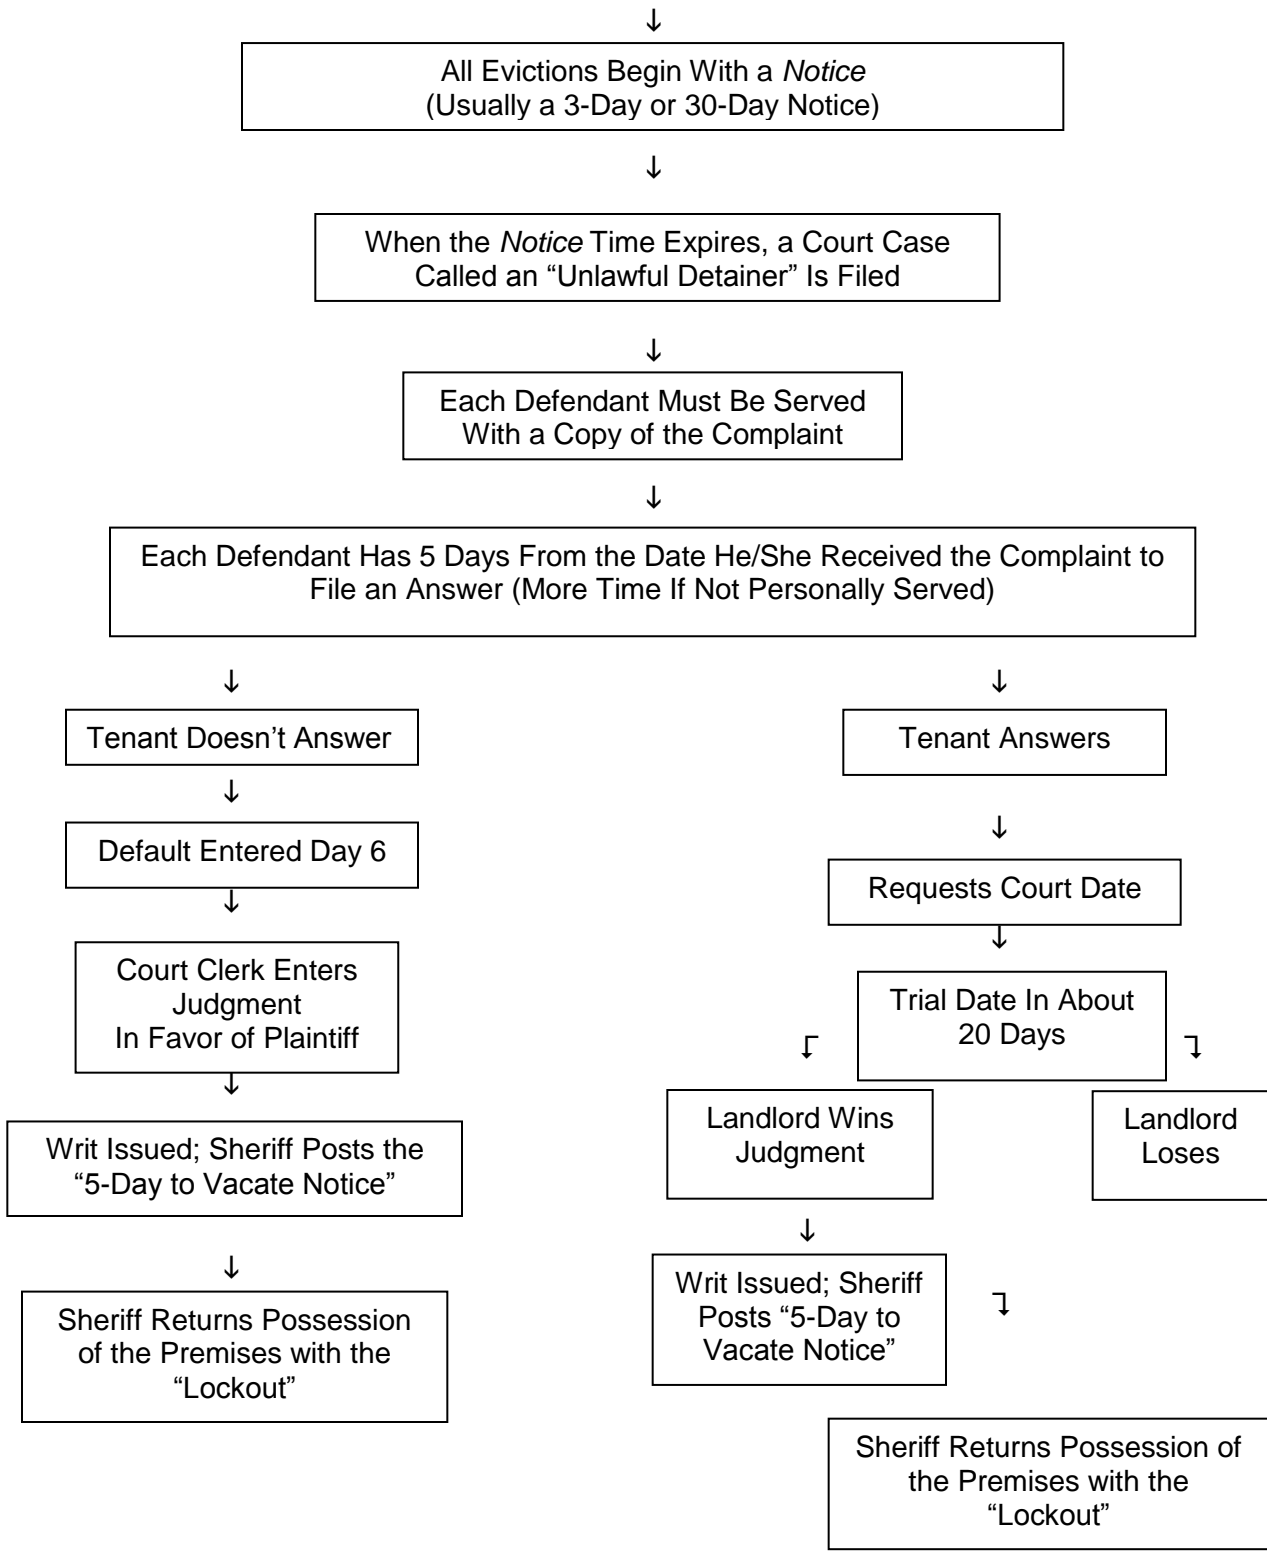 ↓
All Evictions Begin With a Notice
(Usually a 3-Day or 30-Day Notice)
↓
When the Notice Time Expires, a Court Case
Called an “Unlawful Detainer” Is Filed
↓
Each Defendant Must Be Served
With a Copy of the Complaint
↓
Each Defendant Has 5 Days From the Date He/She Received the Complaint to
File an Answer (More Time If Not Personally Served)
↓
Tenant Doesn’t Answer
↓
Default Entered Day 6
↓
Court Clerk Enters
Judgment
In Favor of Plaintiff
↓
Writ Issued; Sheriff Posts the
“5-Day to Vacate Notice”
↓
Sheriff Returns Possession
of the Premises with the
“Lockout”
↓
Tenant Answers
↓
Requests Court Date
↓
Trial Date In About
20 Days
Landlord Wins
Judgment
Landlord
Loses
↓
Writ Issued; Sheriff
Posts “5-Day to
Vacate Notice”
Sheriff Returns Possession of
the Premises with the
“Lockout”